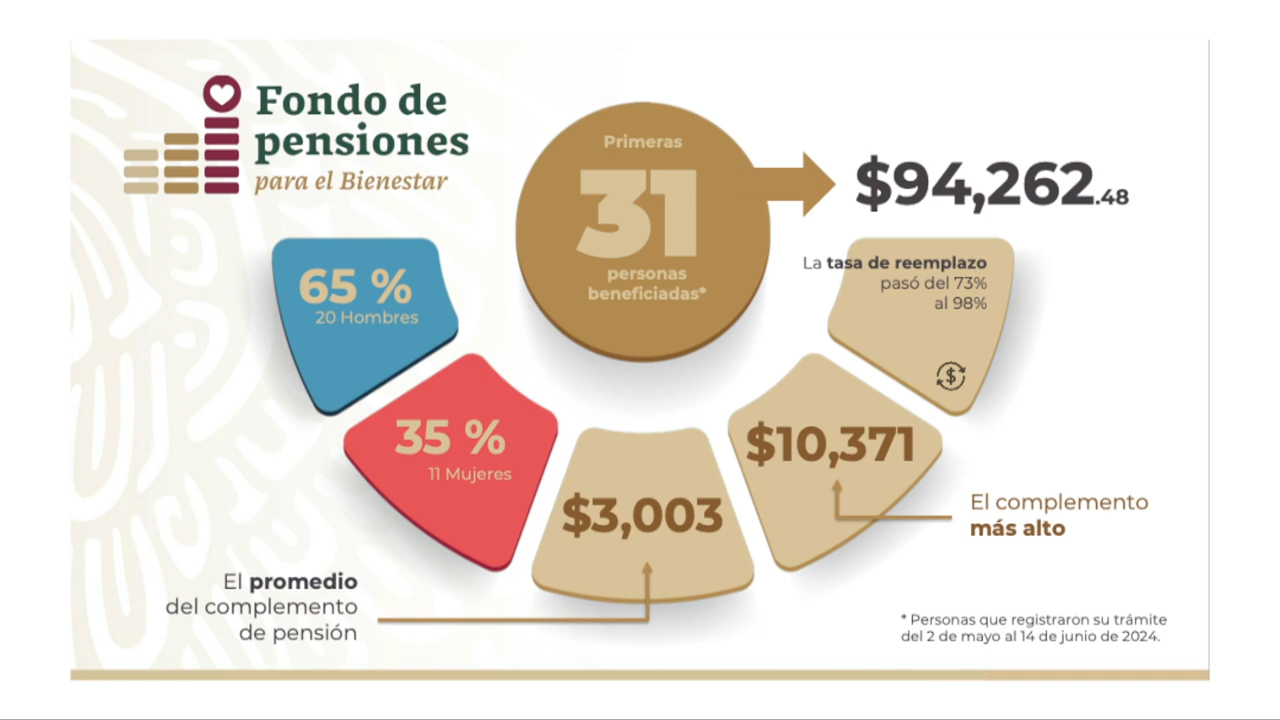 Fondo de
pensiones
para el Bienestar
Primeras
31
personas
beneficiadas*
$94,262.48
65 %
20 Hombres
35 %
11 Mujeres
$3,003
El promedio
del complemento
de pensión
$10,371
El complemento
más alto
La tasa de reemplazo
pasó del 73%
al 98%
$
* Personas que registraron su trámite
del 2 de mayo al 14 de junio de 2024.